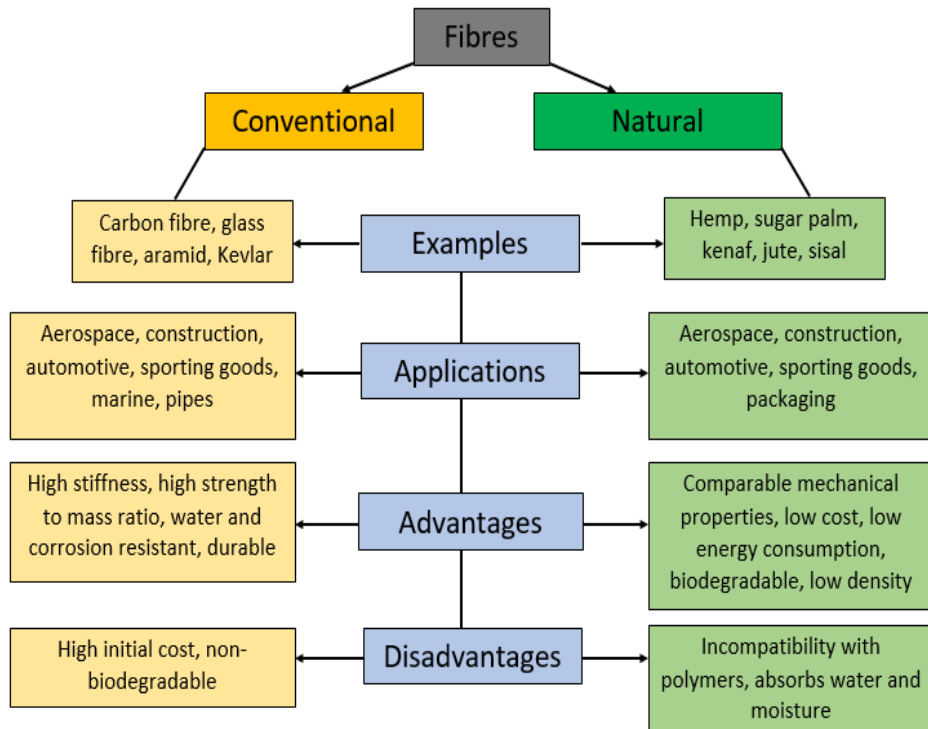 Fibres
Conventional
Natural
Carbon fibre, glass
fibre, aramid, Kevlar
Examples
Hemp, sugar palm,
kenaf, jute, sisal
Aerospace, construction,
automotive, sporting goods,
marine, pipes
Applications
Aerospace, construction,
automotive, sporting goods,
packaging
High stiffness, high strength
to mass ratio, water and
corrosion resistant, durable
Advantages
Comparable mechanical
properties, low cost, low
energy consumption,
biodegradable, low density
High initial cost, non-
biodegradable
Disadvantages
Incompatibility with
polymers, absorbs water and
moisture